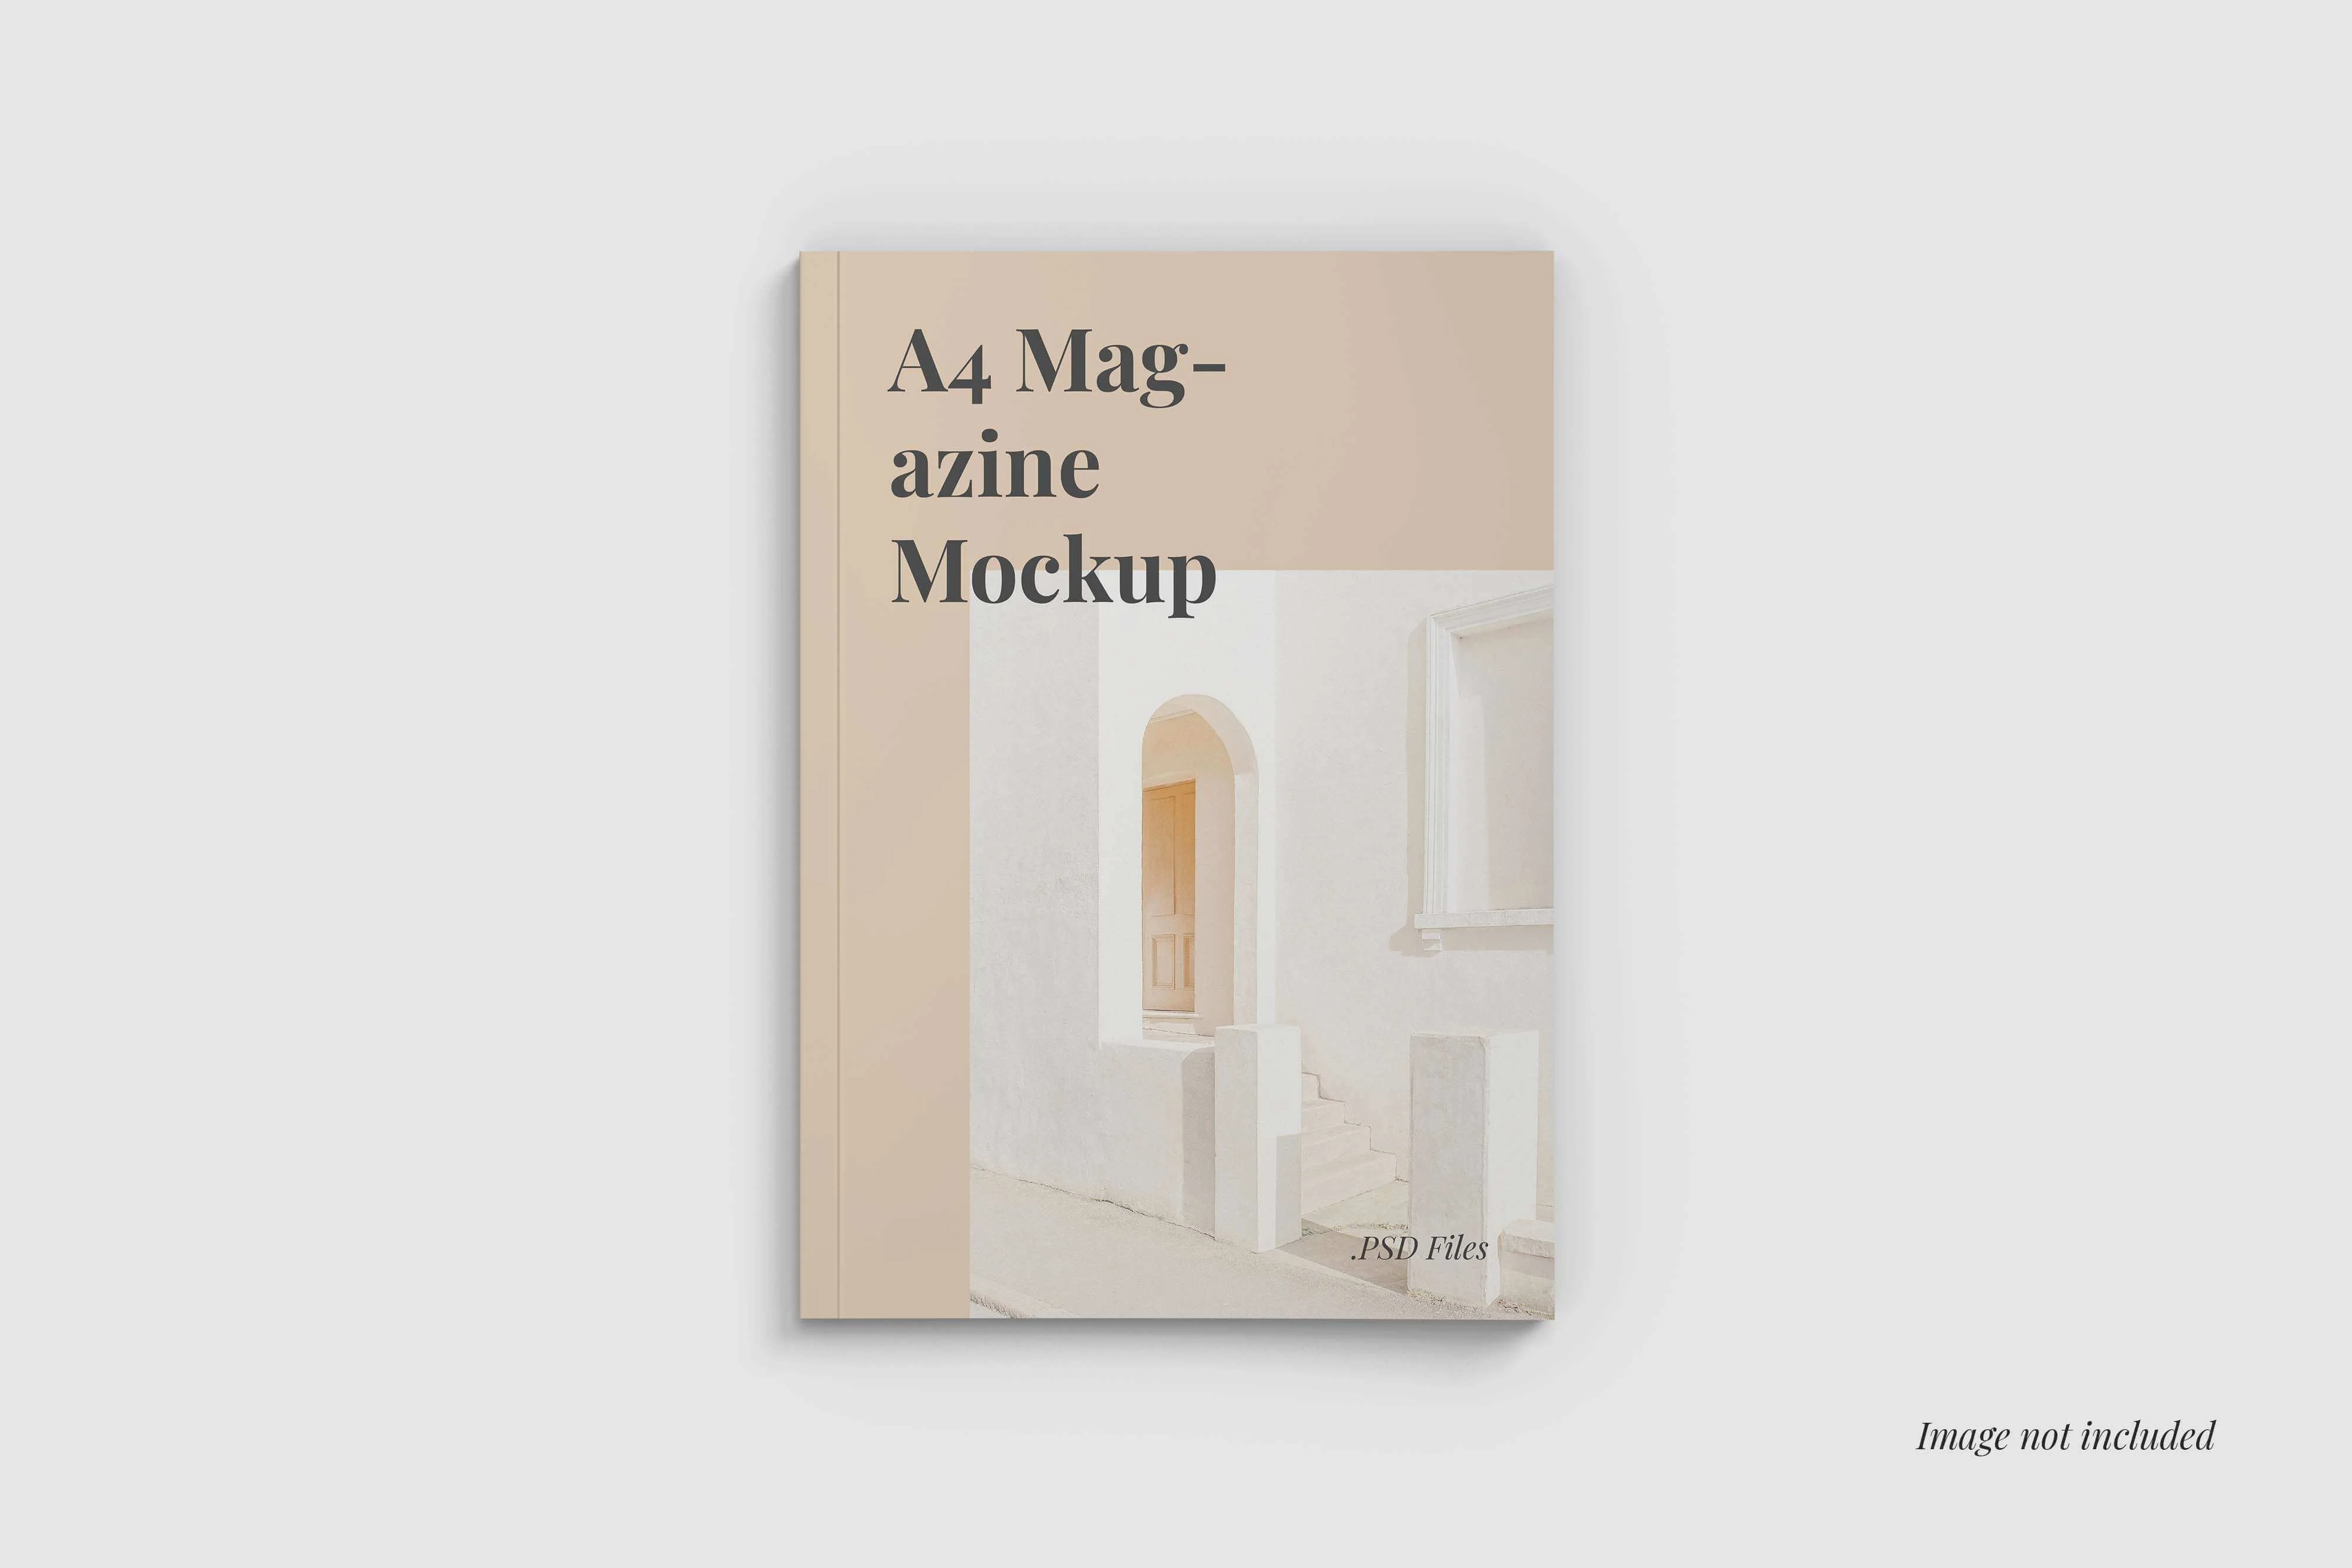 A4 Mag-
azine
Mockup
.PSD Files
Image not included